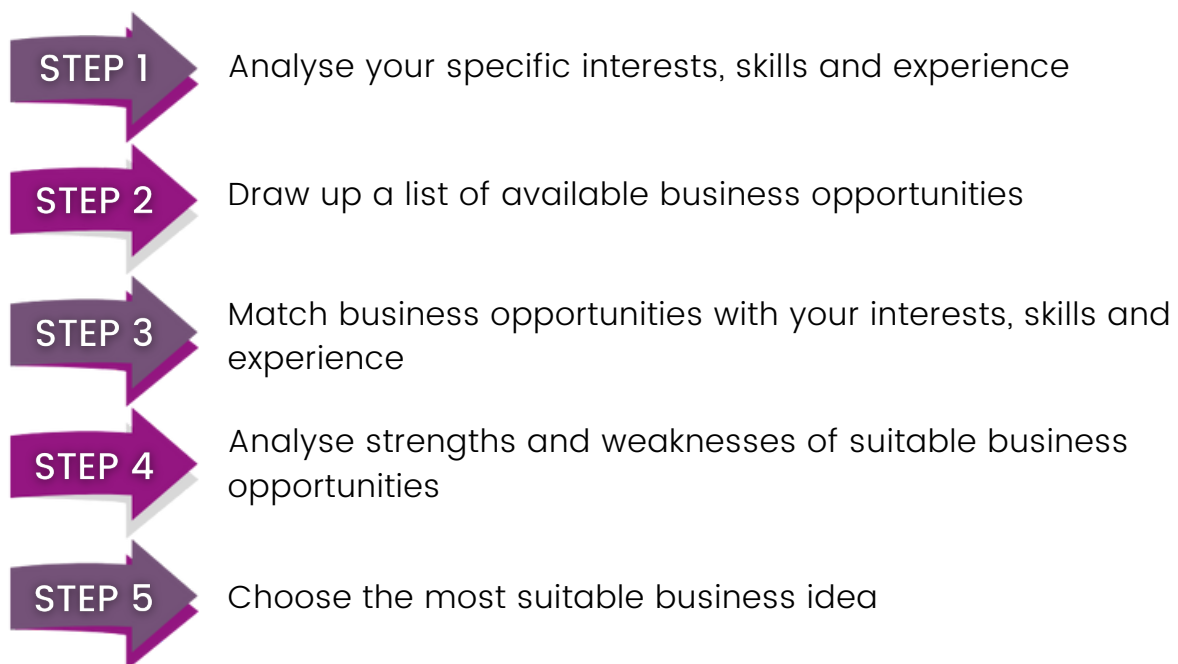 STEP 1
Analyse your specific interests, skills and experience
STEP 2
Draw up a list of available business opportunities
STEP 3
Match business opportunities with your interests, skills and
experience
STEP 4
Analyse strengths and weaknesses of suitable business
opportunities
STEP 5
Choose the most suitable business idea